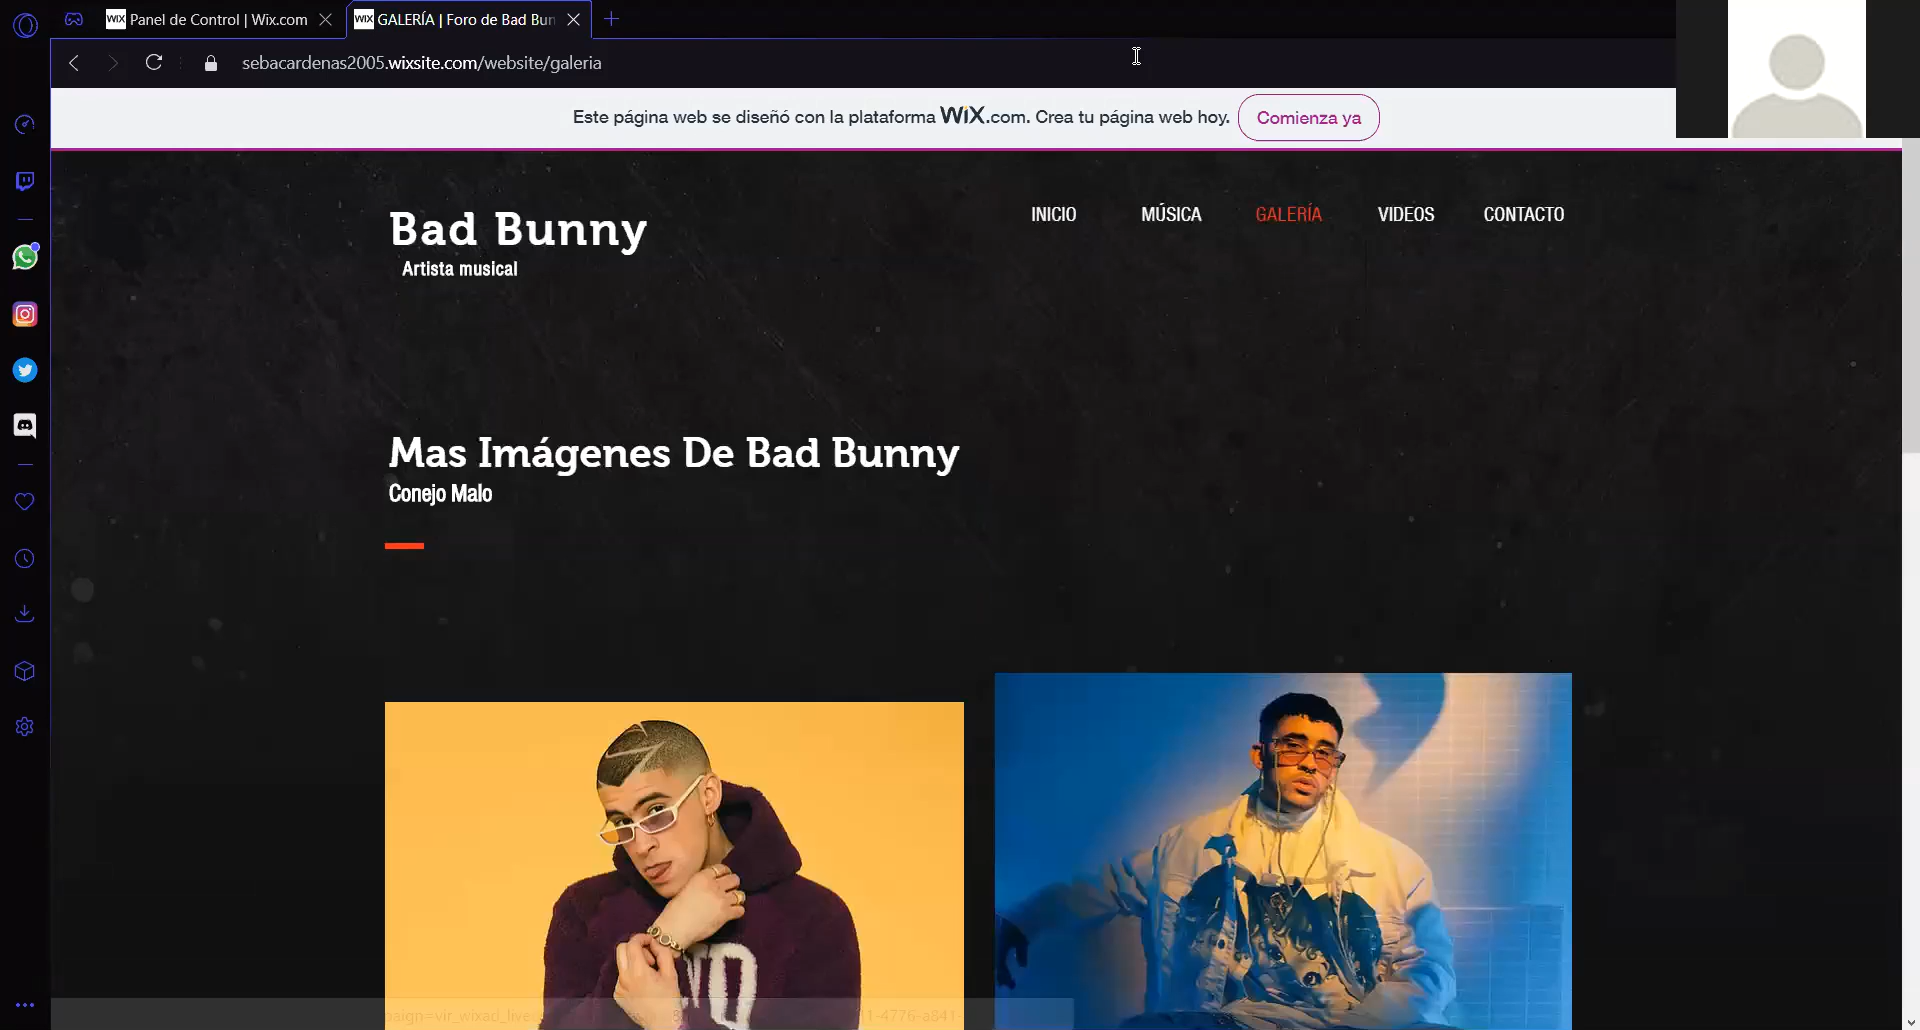 Panel de Control | Wix.com
GALERÍA | Foro de Bad Bun
sebacardenas2005.wixsite.com/website/galeria
Este página web se diseñó con la plataforma WiX.com. Crea tu página web hoy.
Comienza ya
Bad Bunny
Artista musical
INICIO MÚSICA GALERÍA VIDEOS CONTACTO
Mas Imágenes De Bad Bunny
Conejo Malo